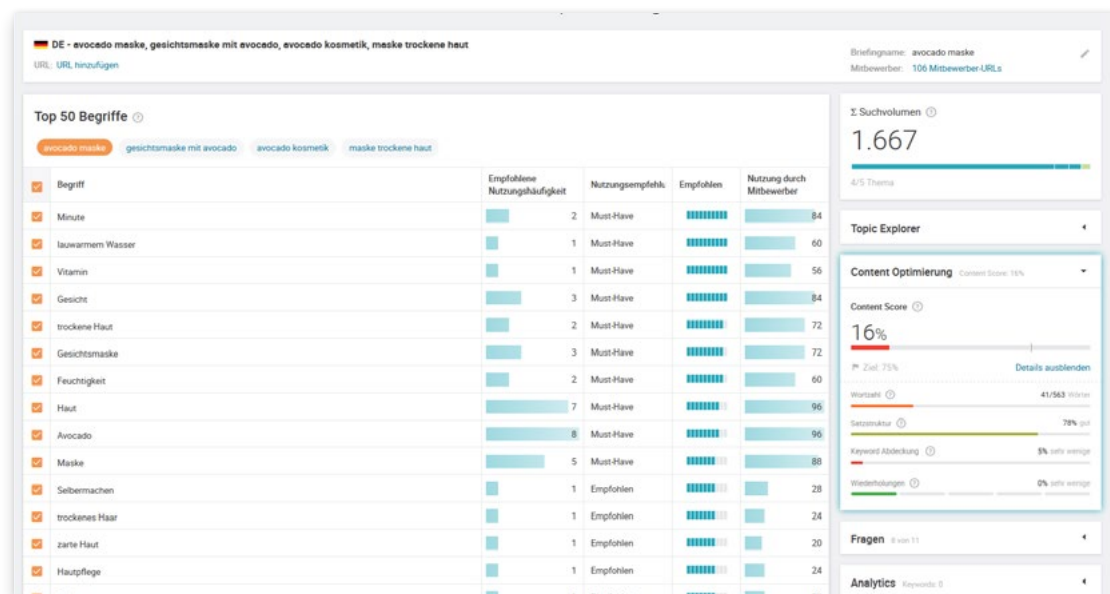 DE - avocado maske, gesichtsmaske mit avocado, avocado kosmetik, maske trockene haut
URL: URL hinzufügen
Briefingname: avocado maske
Mitbewerber: 106 Mitbewerber-URLs
Top 50 Begriffe
avocado maske gesichtsmaske mit avocado avocado kosmetik maske trockene haut
Begriff Empfohlene Nutzungshäufigkeit Nutzungsempfehlu Empfohlen Nutzung durch Mitbewerber
Minute 2 Must-Have 84
lauwarmem Wasser 1 Must-Have 60
Vitamin 1 Must-Have 56
Gesicht 3 Must-Have 84
trockene Haut 2 Must-Have 72
Gesichtsmaske 3 Must-Have 72
Feuchtigkeit 2 Must-Have 60
Haut 7 Must-Have 96
Avocado 8 Must-Have 96
Maske 5 Must-Have 88
Selbermachen 1 Empfohlen 28
trockenes Haar 1 Empfohlen 24
zarte Haut 1 Empfohlen 20
Hautpflege 1 Empfohlen 24
Σ Suchvolumen
1.667
4/5 Thema
Topic Explorer
Content Optimierung Content Score: 16%
Content Score
16%
Ziel: 75% Details ausblenden
Wortzahl 41/563 Wörter
Satzstruktur 78% gut
Keyword Abdeckung 5% sehr wenige
Wiederholungen 0% sehr wenige
Fragen 8 von 11
Analytics Keywords: 0